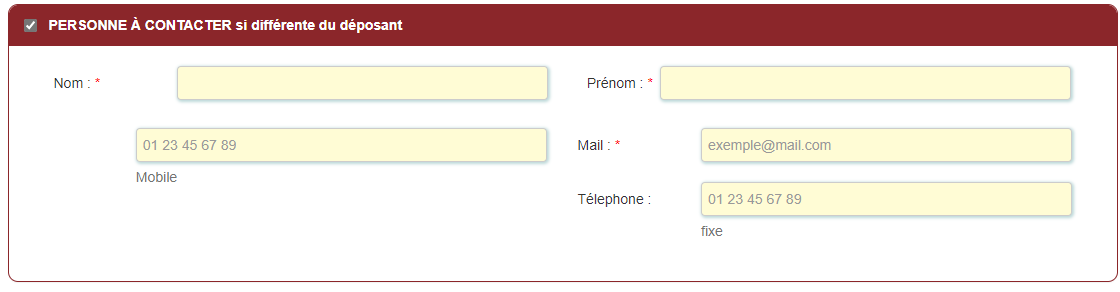 PERSONNE À CONTACTER si différente du déposant
Nom : * Prénom : *
01 23 45 67 89 Mail : * exemple@mail.com
Mobile
Télephone : 01 23 45 67 89
fixe